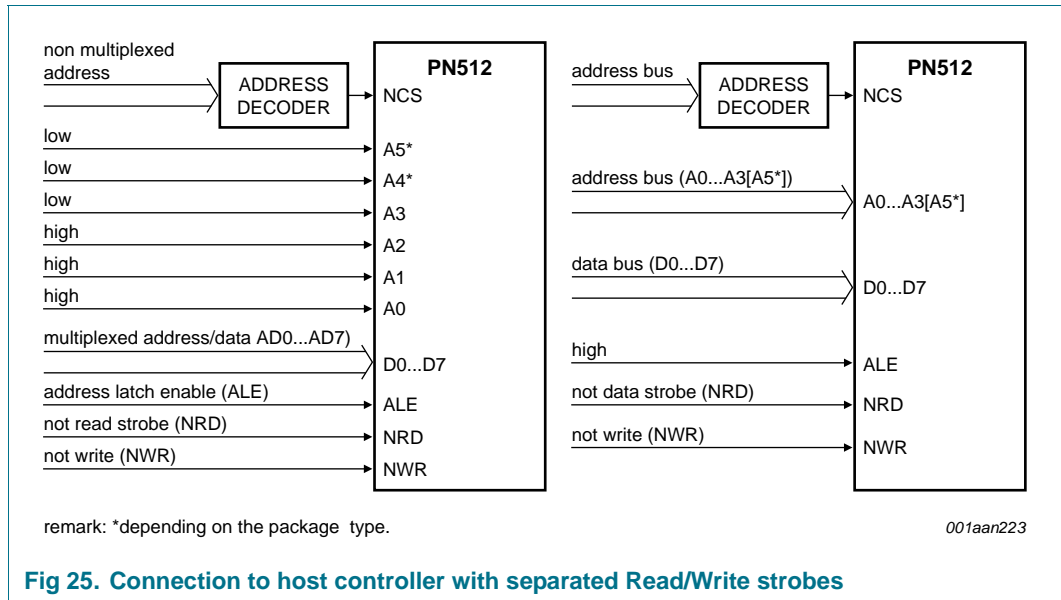 non multiplexed
address
ADDRESS
DECODER
PN512
NCS
low
A5*
low
A4*
low
A3
high
A2
high
A1
high
A0
multiplexed address/data AD0...AD7)
D0...D7
address latch enable (ALE)
ALE
not read strobe (NRD)
NRD
not write (NWR)
NWR
address bus
ADDRESS
DECODER
PN512
NCS
address bus (A0...A3[A5*])
A0...A3[A5*]
data bus (D0...D7)
D0...D7
high
ALE
not data strobe (NRD)
NRD
not write (NWR)
NWR
remark: *depending on the package type.
001aan223
Fig 25. Connection to host controller with separated Read/Write strobes